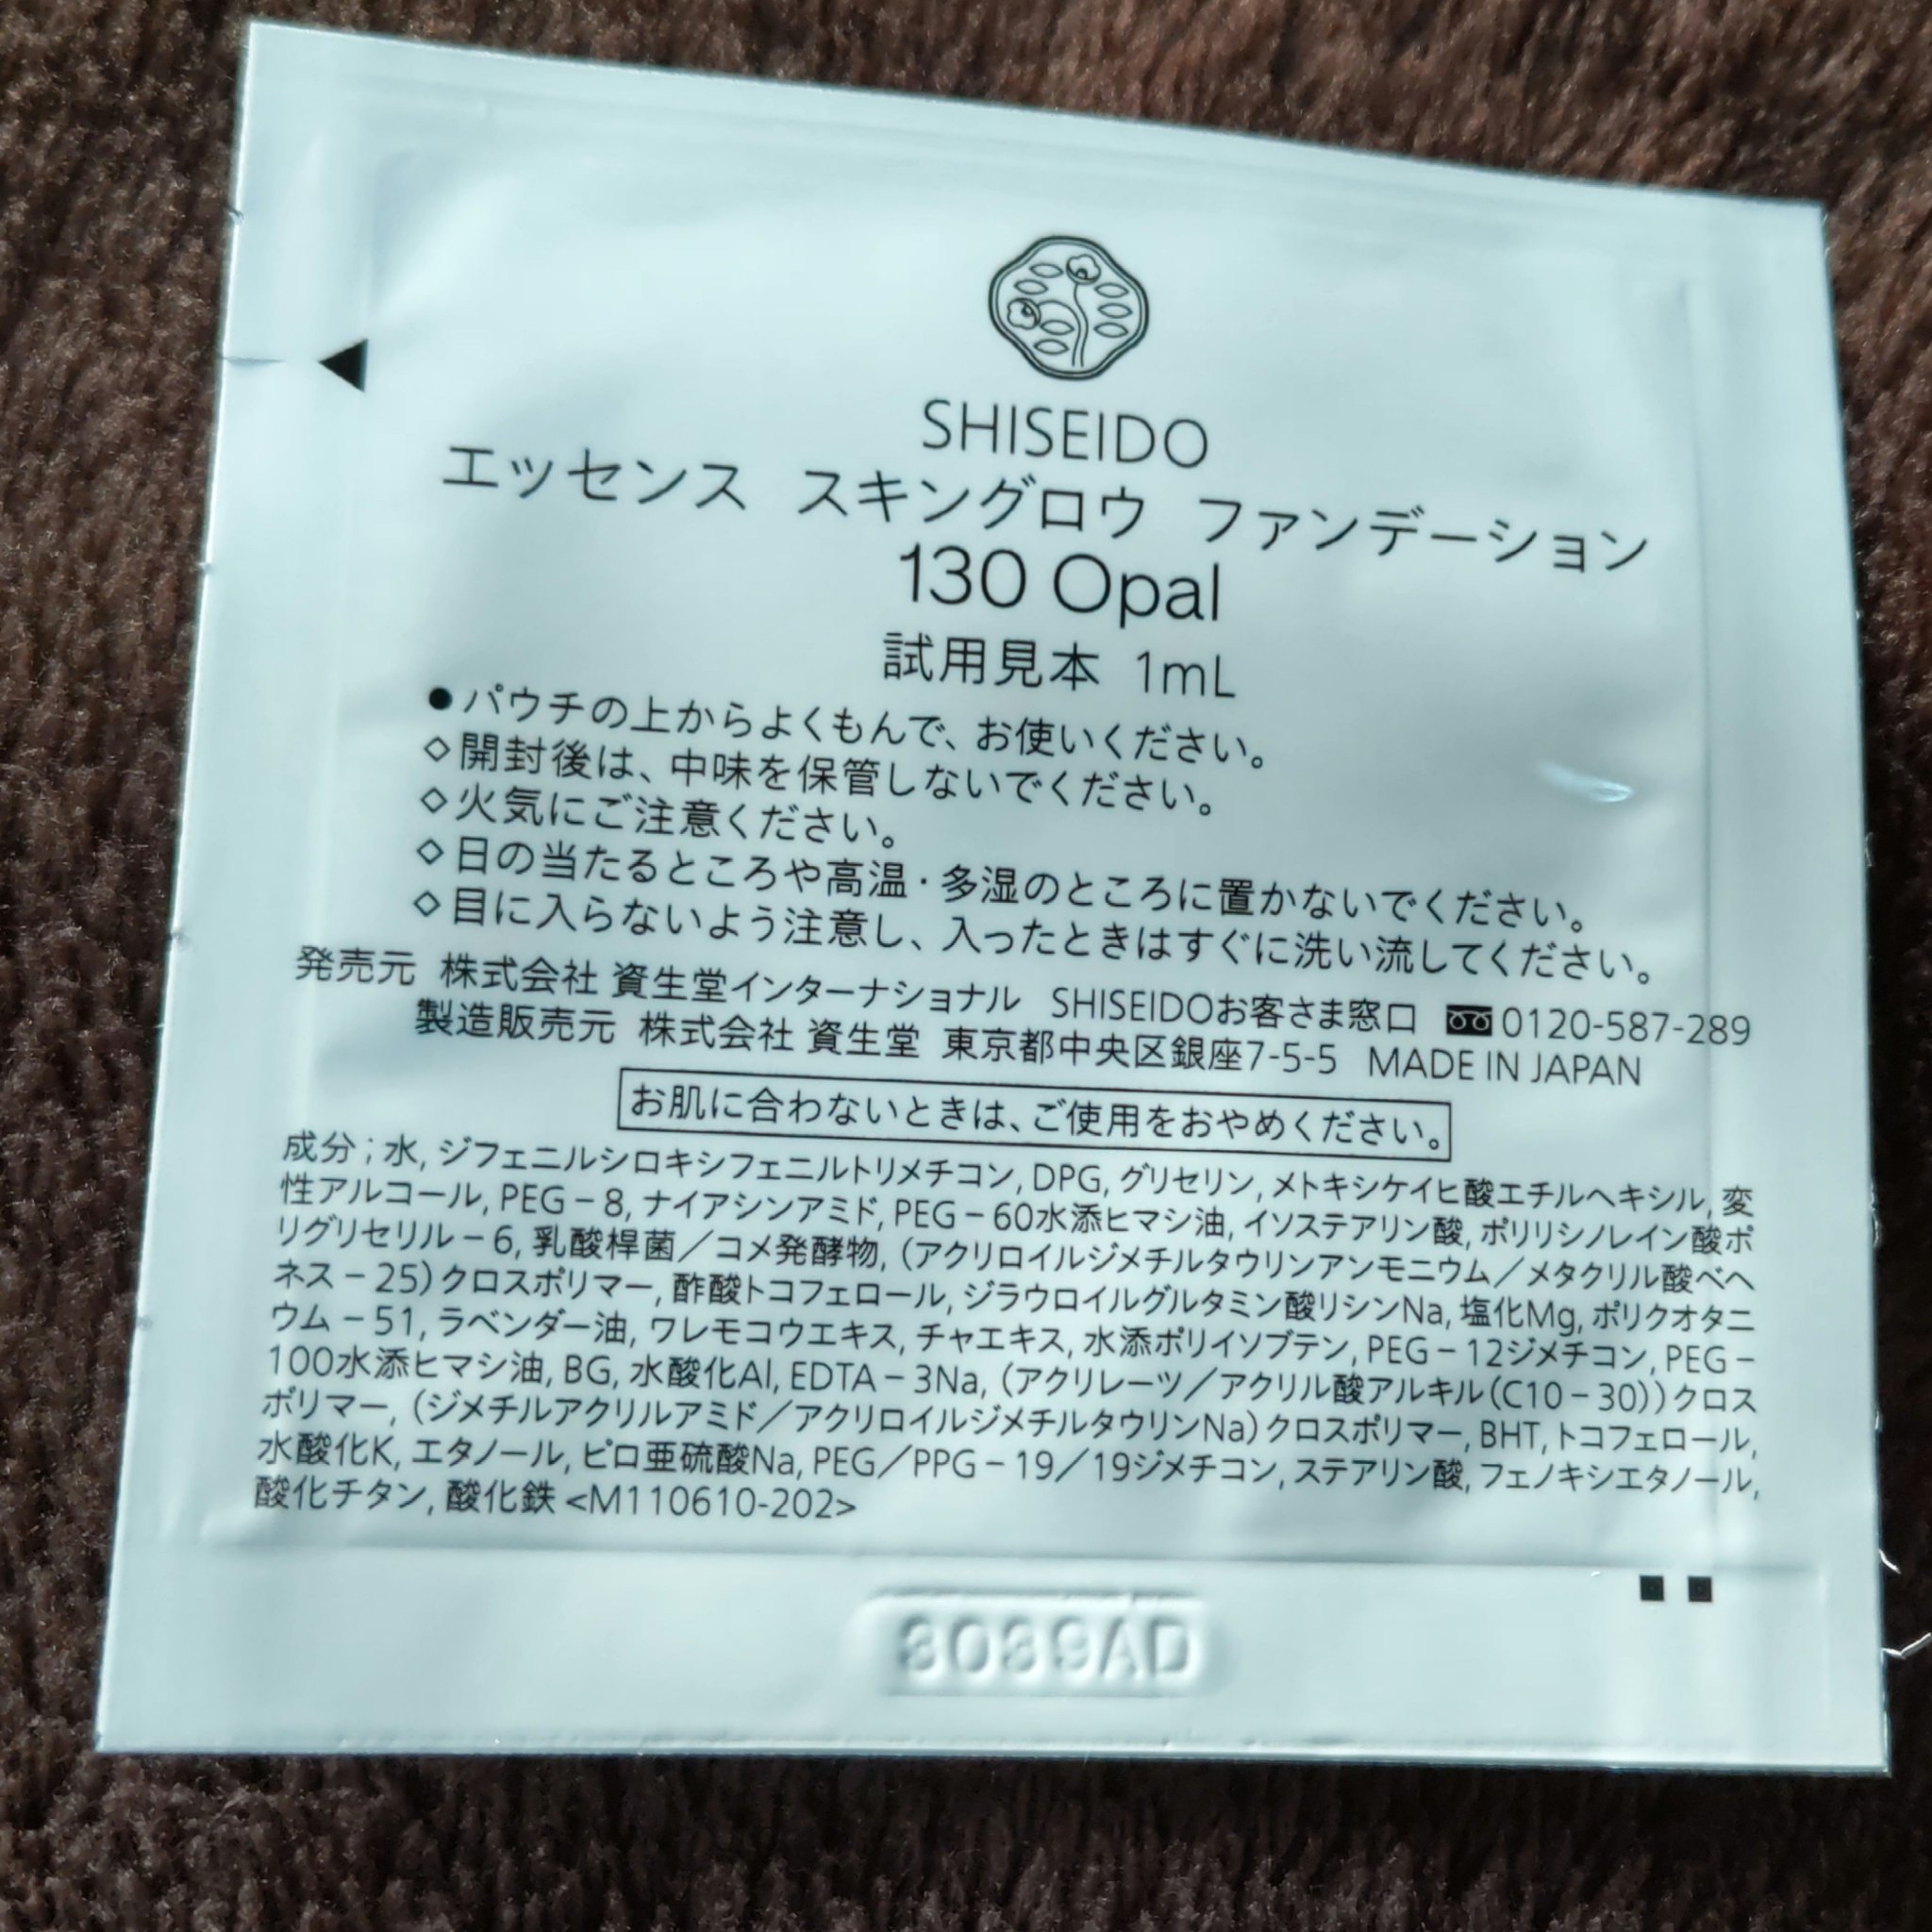 SHISEIDO
エッセンス スキングロウ ファンデーション
130 Opal
試用見本 1mL
●パウチの上からよくもんで、お使いください。
◇開封後は、中味を保管しないでください。
◇火気にご注意ください。
◇日の当たるところや高温・多湿のところに置かないでください。
◇目に入らないよう注意し、入ったときはすぐに洗い流してください。
発売元 株式会社 資生堂インターナショナル SHISEIDOお客さま窓口 0120-587-289
製造販売元 株式会社 資生堂 東京都中央区銀座7-5-5 MADE IN JAPAN
お肌に合わないときは、ご使用をおやめください。
成分;水, ジフェニルシロキシフェニルトリメチコン, DPG, グリセリン, メトキシケイヒ酸エチルヘキシル, 変
性アルコール, PEG－8, ナイアシンアミド, PEG－60水添ヒマシ油, イソステアリン酸, ポリリシノレイン酸ポ
リグリセリル－6, 乳酸桿菌／コメ発酵物, (アクリロイルジメチルタウリンアンモニウム／メタクリル酸ベヘ
ネス－25)クロスポリマー, 酢酸トコフェロール, ジラウロイルグルタミン酸リシンNa, 塩化Mg, ポリクオタニ
ウム－51, ラベンダー油, ワレモコウエキス, チャエキス, 水添ポリイソブテン, PEG－12ジメチコン, PEG－
100水添ヒマシ油, BG, 水酸化Al, EDTA－3Na, (アクリレーツ／アクリル酸アルキル(C10－30))クロス
ポリマー, (ジメチルアクリルアミド／アクリロイルジメチルタウリンNa)クロスポリマー, BHT, トコフェロール,
水酸化K, エタノール, ピロ亜硫酸Na, PEG／PPG－19／19ジメチコン, ステアリン酸, フェノキシエタノール,
酸化チタン, 酸化鉄 <M110610-202>
3039AD